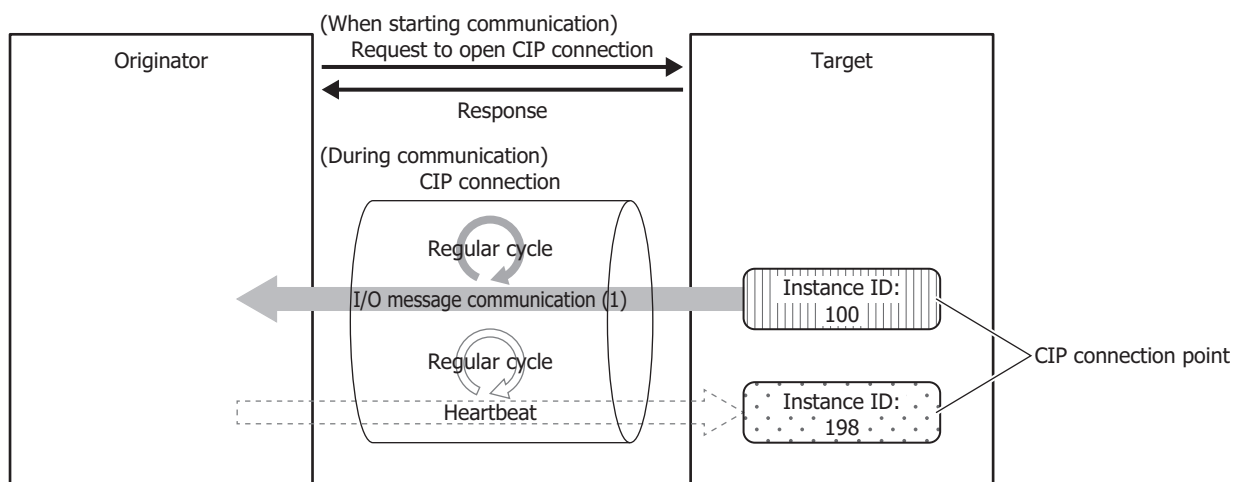 (When starting communication)
Originator
Request to open CIP connection
Target
Response
(During communication)
CIP connection
Regular cycle
I/O message communication (1)
Instance ID:
100
CIP connection point
Regular cycle
Heartbeat
Instance ID:
198